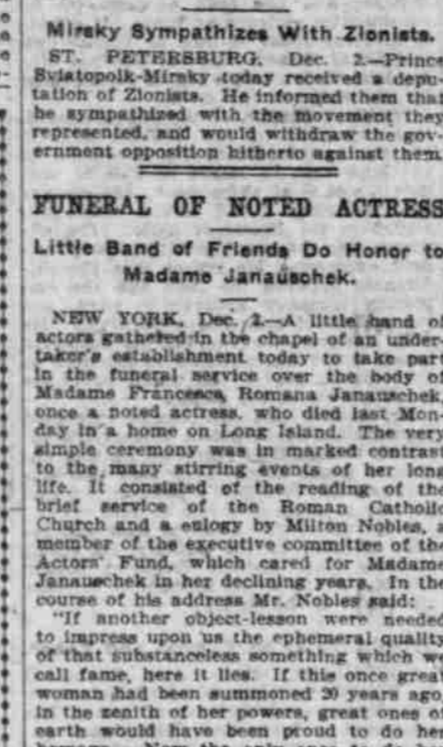 Mirsky Sympathizes With Zionists.
ST. PETERSBURG, Dec. 2.—Prince
Sviatopolk-Mirsky today received a depu-
tation of Zionists. He informed them that
he sympathized with the movement they
represented, and would withdraw the gov-
ernment opposition hitherto against them
FUNERAL OF NOTED ACTRESS
Little Band of Friends Do Honor to
Madame Janauschek.
NEW YORK, Dec. 2.—A little band of
actors gathered in the chapel of an under-
taker's establishment today to take part
in the funeral service over the body of
Madame Francesca Romana Janauschek,
once a noted actress, who died last Mon-
day in a home on Long Island. The very
simple ceremony was in marked contrast
to the many stirring events of her long
life. It consisted of the reading of the
brief service of the Roman Catholic
Church and a eulogy by Milton Nobles,
member of the executive committee of the
Actors' Fund, which cared for Madame
Janauschek in her declining years. In the
course of his address Mr. Nobles said:
"If another object-lesson were needed
to impress upon us the ephemeral quality
of that substanceless something which we
call fame, here it lies. If this once great
woman had been summoned 20 years ago
in the zenith of her powers, great ones of
earth would have been proud to do her